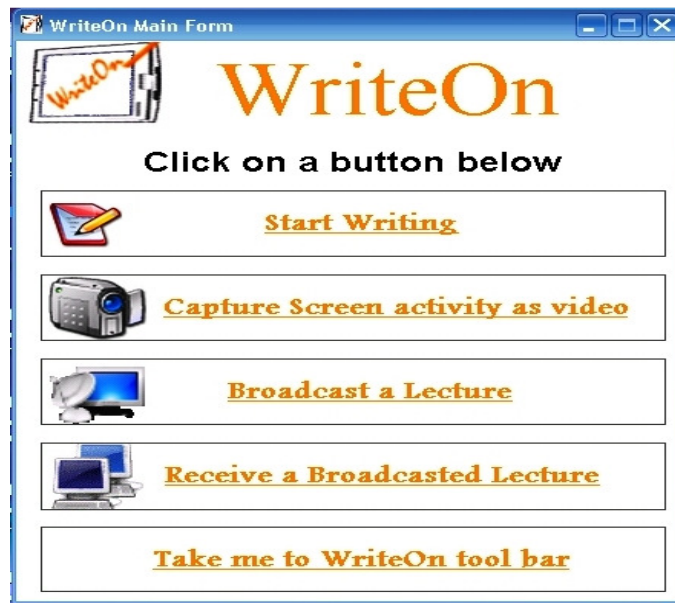 WriteOn Main Form
WriteOn
WriteOn
Click on a button below
Start Writing
Capture Screen activity as video
Broadcast a Lecture
Receive a Broadcasted Lecture
Take me to WriteOn tool bar